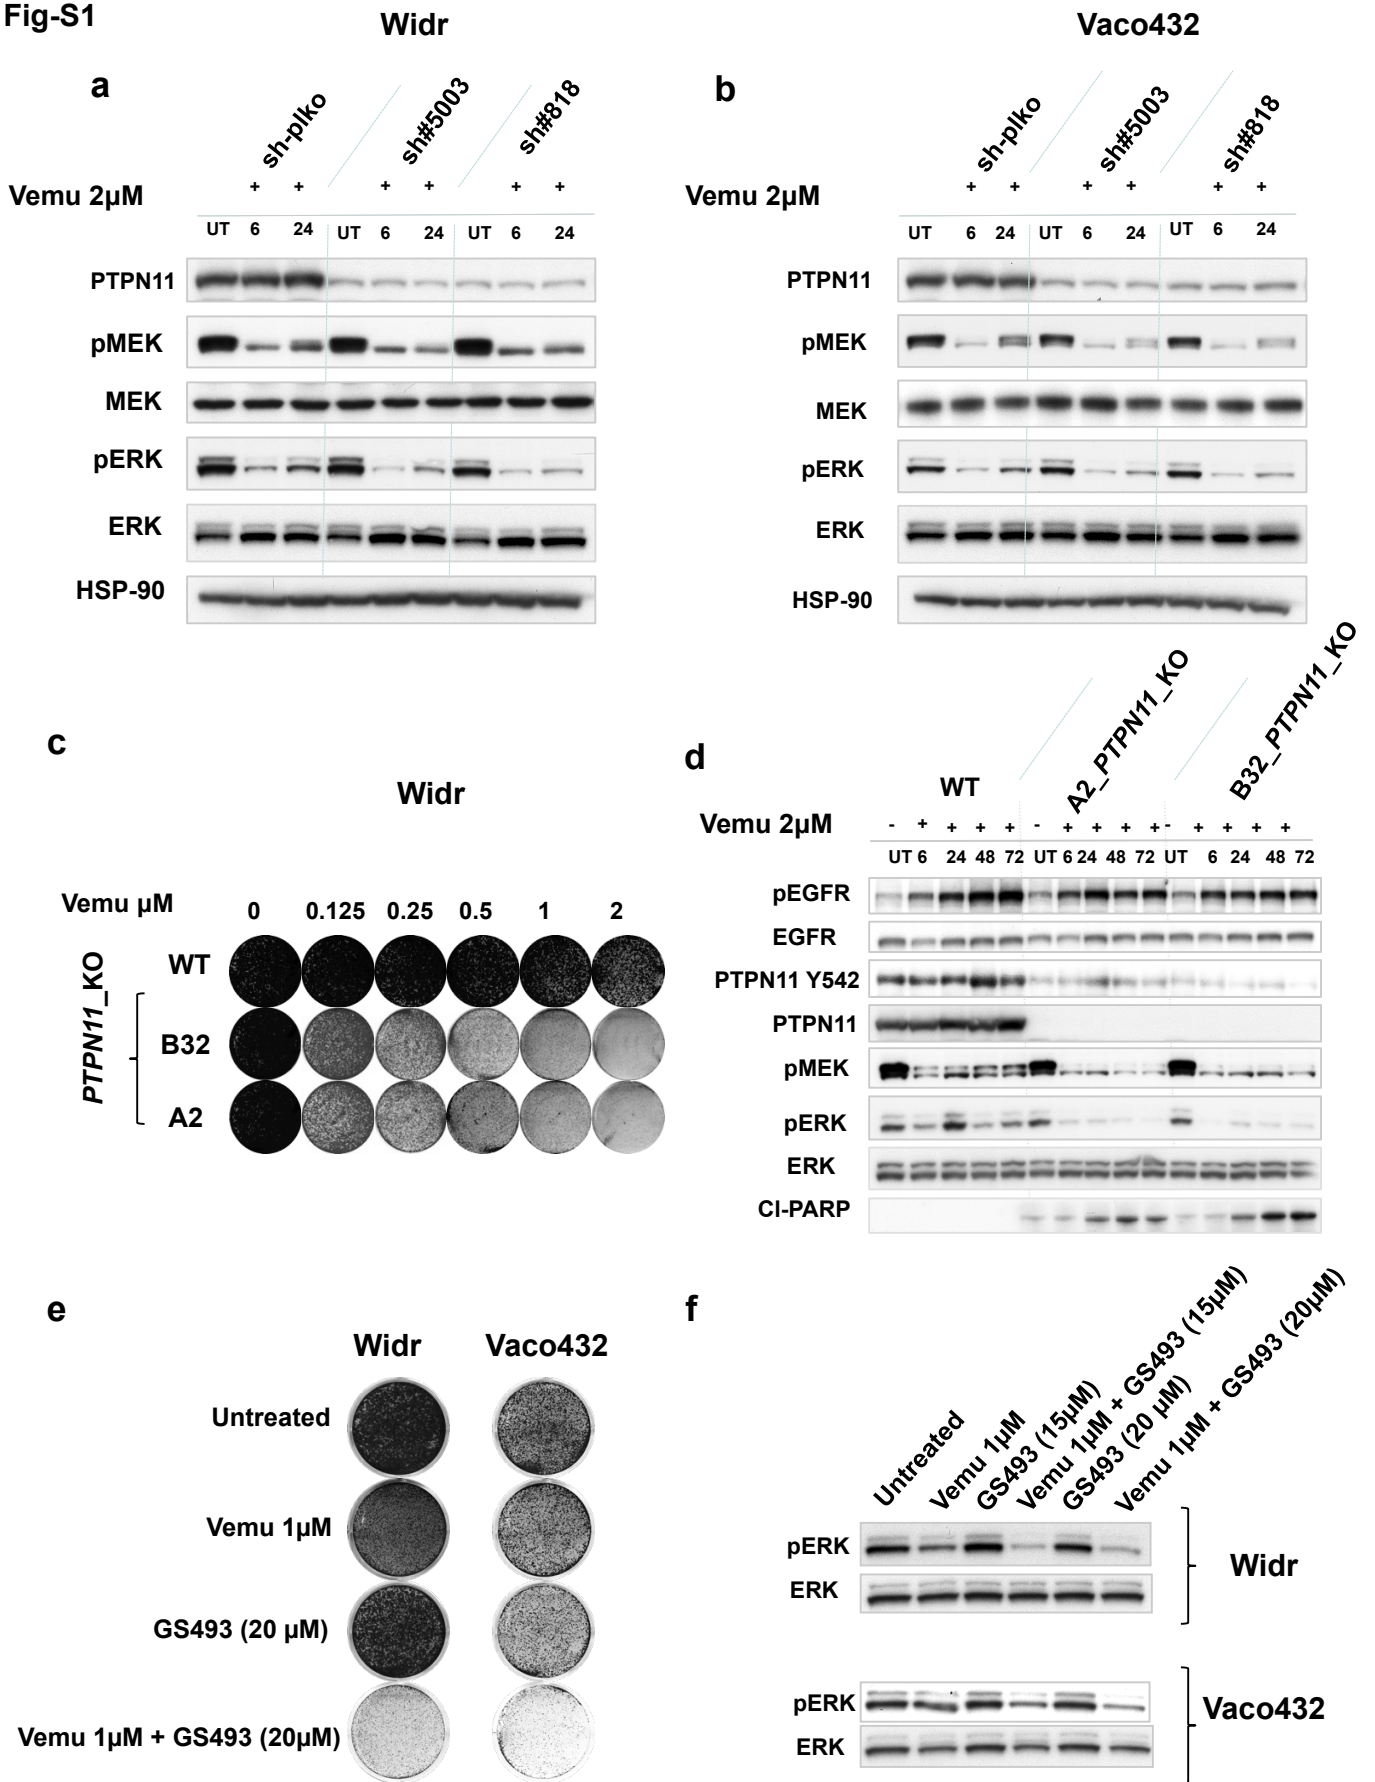 Fig-S1
Widr
Vaco432
a
sh-plko
sh#5003
sh#818
Vemu 2µM
+ + + + + +
UT 6 24 UT 6 24 UT 6 24
PTPN11
pMEK
MEK
pERK
ERK
HSP-90
b
sh-plko
sh#5003
sh#818
Vemu 2µM
+ + + + + +
UT 6 24 UT 6 24 UT 6 24
PTPN11
pMEK
MEK
pERK
ERK
HSP-90
c
Widr
Vemu µM 0 0.125 0.25 0.5 1 2
PTPN11_KO
WT
B32
A2
d
WT
A2_PTPN11_KO
B32_PTPN11_KO
Vemu 2µM - + + + + - + + + + - + + + +
UT 6 24 48 72 UT 6 24 48 72 UT 6 24 48 72
pEGFR
EGFR
PTPN11 Y542
PTPN11
pMEK
pERK
ERK
Cl-PARP
e
Widr Vaco432
Untreated
Vemu 1µM
GS493 (20 µM)
Vemu 1µM + GS493 (20µM)
f
Untreated
Vemu 1µM
GS493 (15µM)
Vemu 1µM + GS493 (15µM)
GS493 (20 µM)
Vemu 1µM + GS493 (20µM)
pERK
ERK
Widr
pERK
ERK
Vaco432